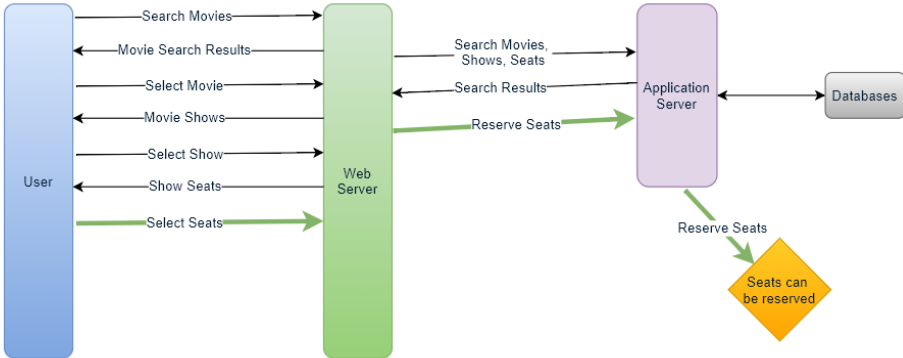 Search Movies
Movie Search Results
Select Movie
Movie Shows
Select Show
Show Seats
Select Seats
User
Web
Server
Search Movies,
Shows, Seats
Search Results
Reserve Seats
Application
Server
Databases
Reserve Seats
Seats can
be reserved